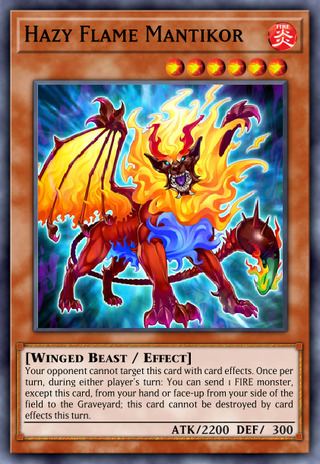 Hazy Flame Mantikor
FIRE
炎
[Winged Beast / Effect]
Your opponent cannot target this card with card effects. Once per
turn, during either player's turn: You can send 1 FIRE monster,
except this card, from your hand or face-up from your side of the
field to the Graveyard; this card cannot be destroyed by card
effects this turn.
ATK/2200 DEF/ 300